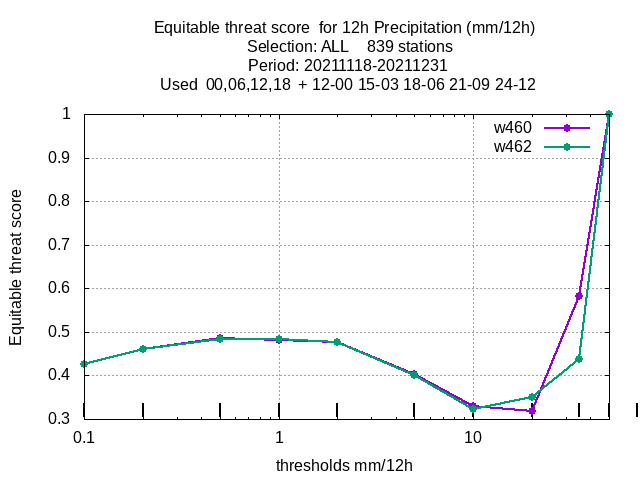 Equitable threat score  for 12h Precipitation (mm/12h)
Selection: ALL    839 stations
Period: 20211118-20211231
Used  00,06,12,18  + 12-00 15-03 18-06 21-09 24-12
w460
w462
Equitable threat score
1
0.9
0.8
0.7
0.6
0.5
0.4
0.3
0.1 1 10
thresholds mm/12h